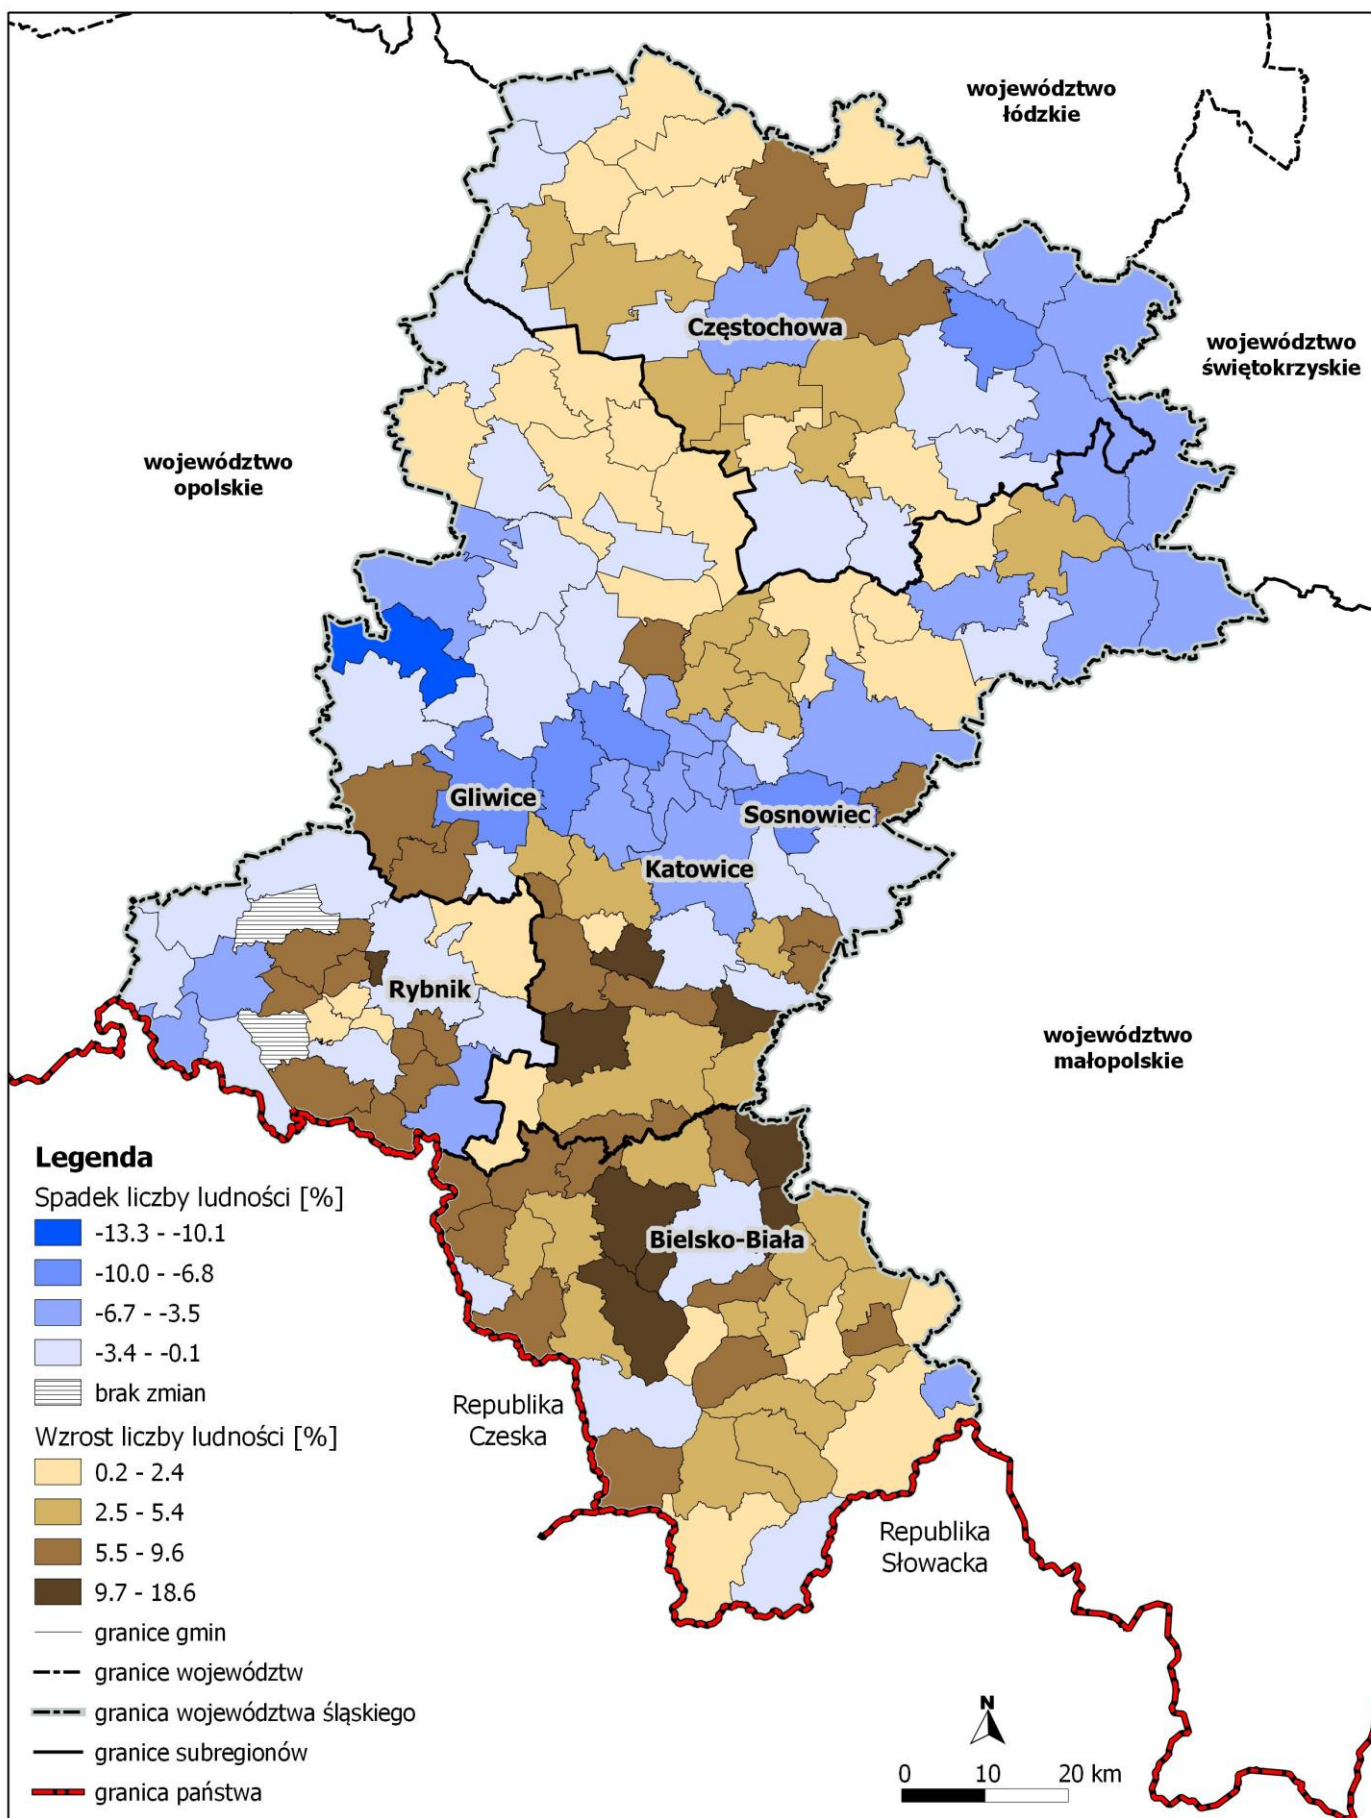 województwo
łódzkie
Częstochowa
województwo
świętokrzyskie
województwo
opolskie
Gliwice
Sosnowiec
Katowice
Rybnik
województwo
małopolskie
Bielsko-Biała
Republika
Czeska
Republika
Słowacka
Legenda
Spadek liczby ludności [%]
-13.3 - -10.1
-10.0 - -6.8
-6.7 - -3.5
-3.4 - -0.1
brak zmian
Wzrost liczby ludności [%]
0.2 - 2.4
2.5 - 5.4
5.5 - 9.6
9.7 - 18.6
granice gmin
granice województw
granica województwa śląskiego
granice subregionów
granica państwa
N
0 10 20 km